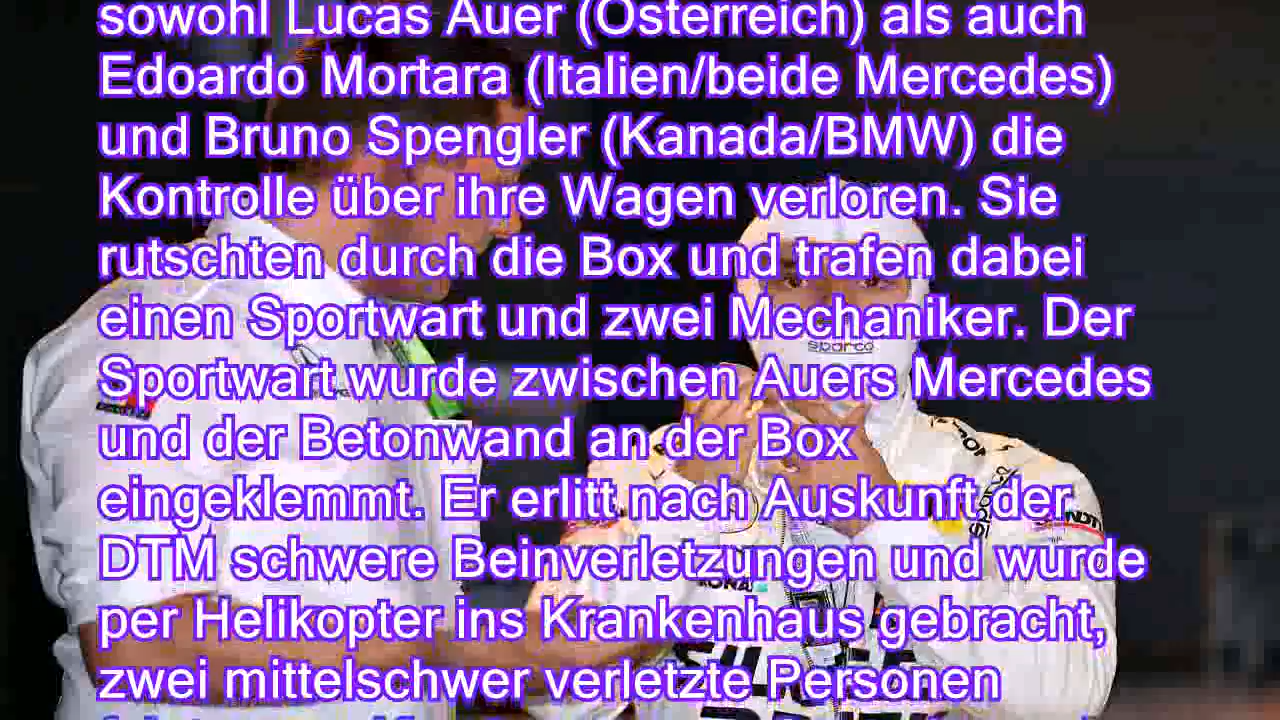 sowohl Lucas Auer (Österreich) als auch
Edoardo Mortara (Italien/beide Mercedes)
und Bruno Spengler (Kanada/BMW) die
Kontrolle über ihre Wagen verloren. Sie
rutschten durch die Box und trafen dabei
einen Sportwart und zwei Mechaniker. Der
sparco
Sportwart wurde zwischen Auers Mercedes
und der Betonwand an der Box
eingeklemmt. Er erlitt nach Auskunft der
DTM schwere Beinverletzungen und wurde
per Helikopter ins Krankenhaus gebracht,
zwei mittelschwer verletzte Personen